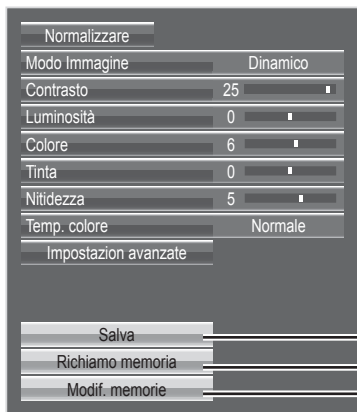 Normalizzare
Modo Immagine Dinamico
Contrasto 25
Luminosità 0
Colore 6
Tinta 0
Nitidezza 5
Temp. colore Normale
Impostazion avanzate
Salva
Richiamo memoria
Modif. memorie